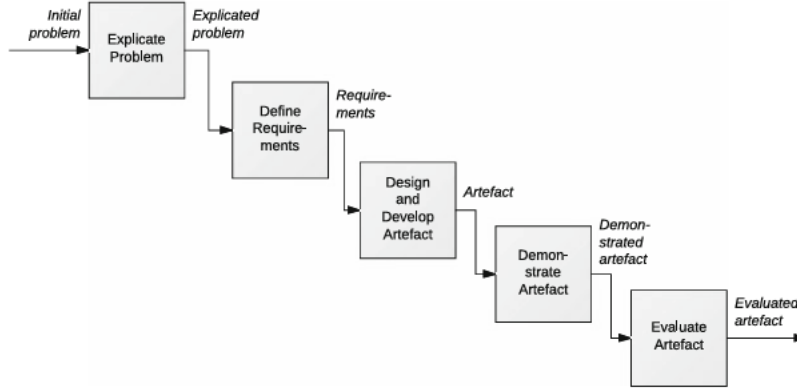 Initial
problem
Explicate
Problem
Explicated
problem
Define
Require-
ments
Require-
ments
Design
and
Develop
Artefact
Artefact
Demon-
strate
Artefact
Demon-
strated
artefact
Evaluate
Artefact
Evaluated
artefact